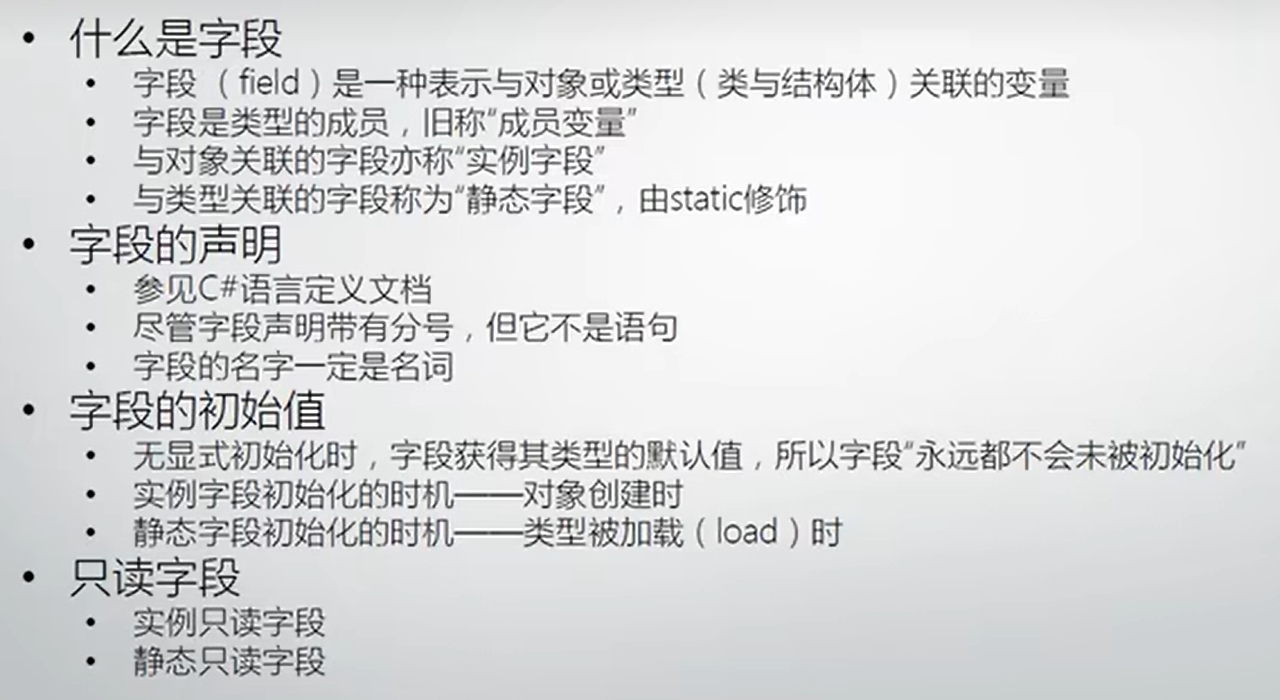 • 什么是字段
• 字段（field）是一种表示与对象或类型（类与结构体）关联的变量
• 字段是类型的成员，旧称“成员变量”
• 与对象关联的字段亦称“实例字段”
• 与类型关联的字段称为“静态字段”，由static修饰
• 字段的声明
• 参见C#语言定义文档
• 尽管字段声明带有分号，但它不是语句
• 字段的名字一定是名词
• 字段的初始值
• 无显式初始化时，字段获得其类型的默认值，所以字段“永远都不会未被初始化”
• 实例字段初始化的时机——对象创建时
• 静态字段初始化的时机——类型被加载（load）时
• 只读字段
• 实例只读字段
• 静态只读字段